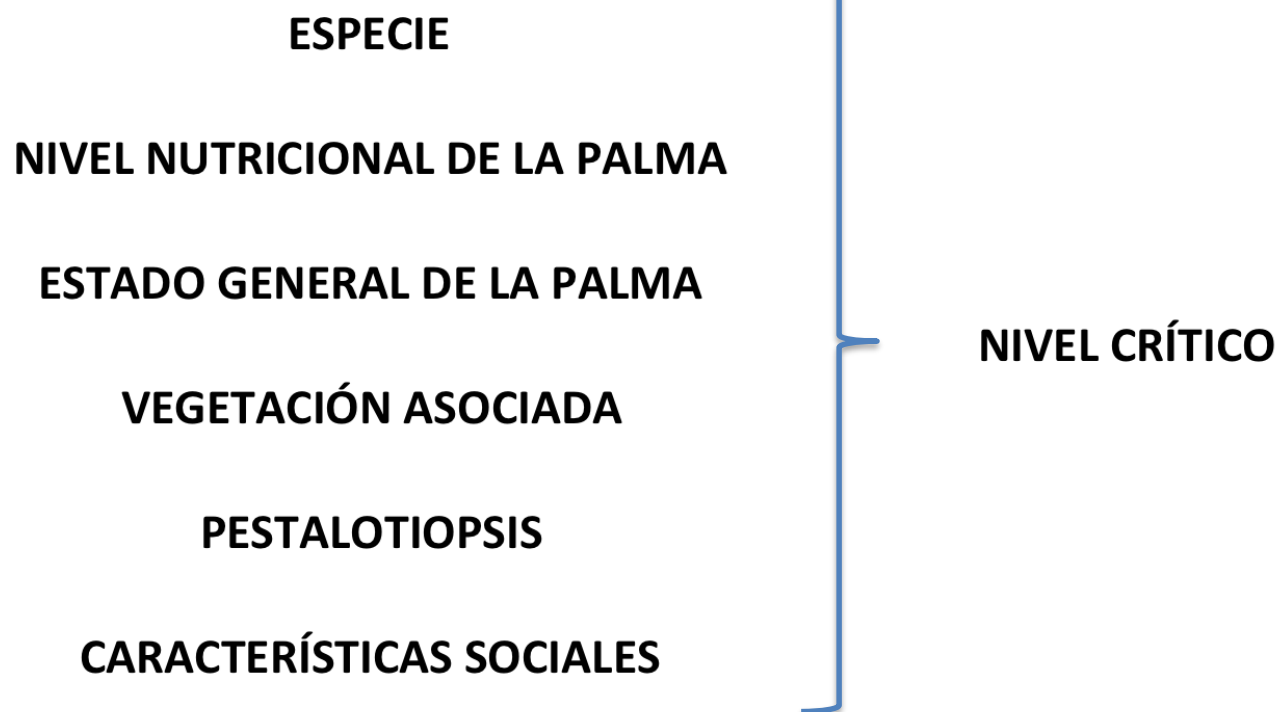 ESPECIE
NIVEL NUTRICIONAL DE LA PALMA
ESTADO GENERAL DE LA PALMA
NIVEL CRÍTICO
VEGETACIÓN ASOCIADA
PESTALOTIOPSIS
CARACTERÍSTICAS SOCIALES